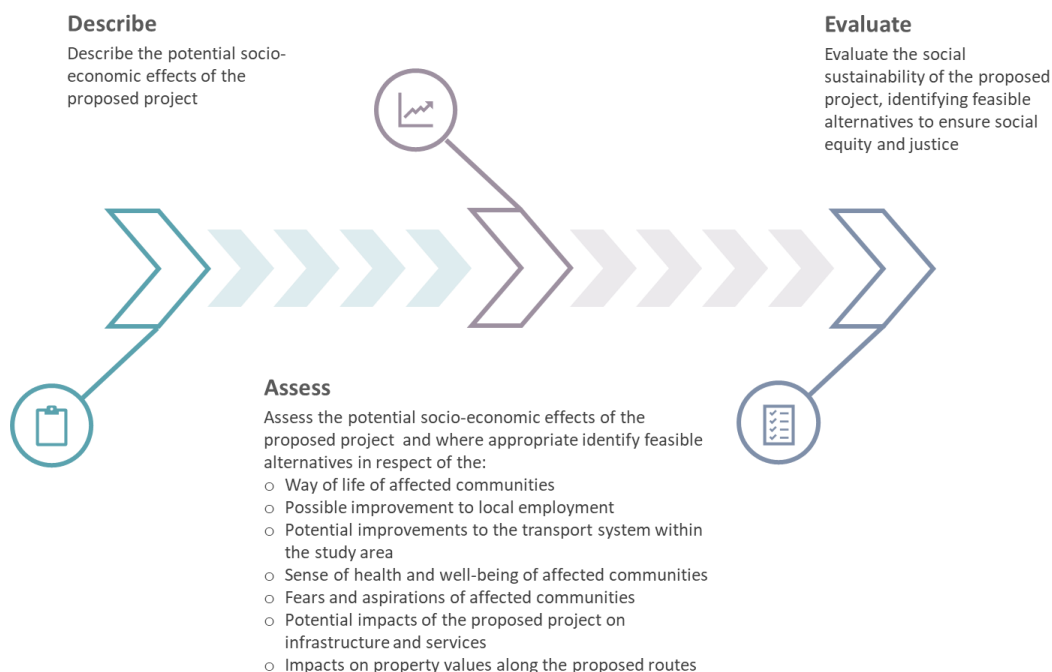 Describe
Describe the potential socio-
economic effects of the
proposed project
Evaluate
Evaluate the social
sustainability of the proposed
project, identifying feasible
alternatives to ensure social
equity and justice
Assess
Assess the potential socio-economic effects of the
proposed project and where appropriate identify feasible
alternatives in respect of the:
o Way of life of affected communities
o Possible improvement to local employment
o Potential improvements to the transport system within
the study area
o Sense of health and well-being of affected communities
o Fears and aspirations of affected communities
o Potential impacts of the proposed project on
infrastructure and services
o Impacts on property values along the proposed routes